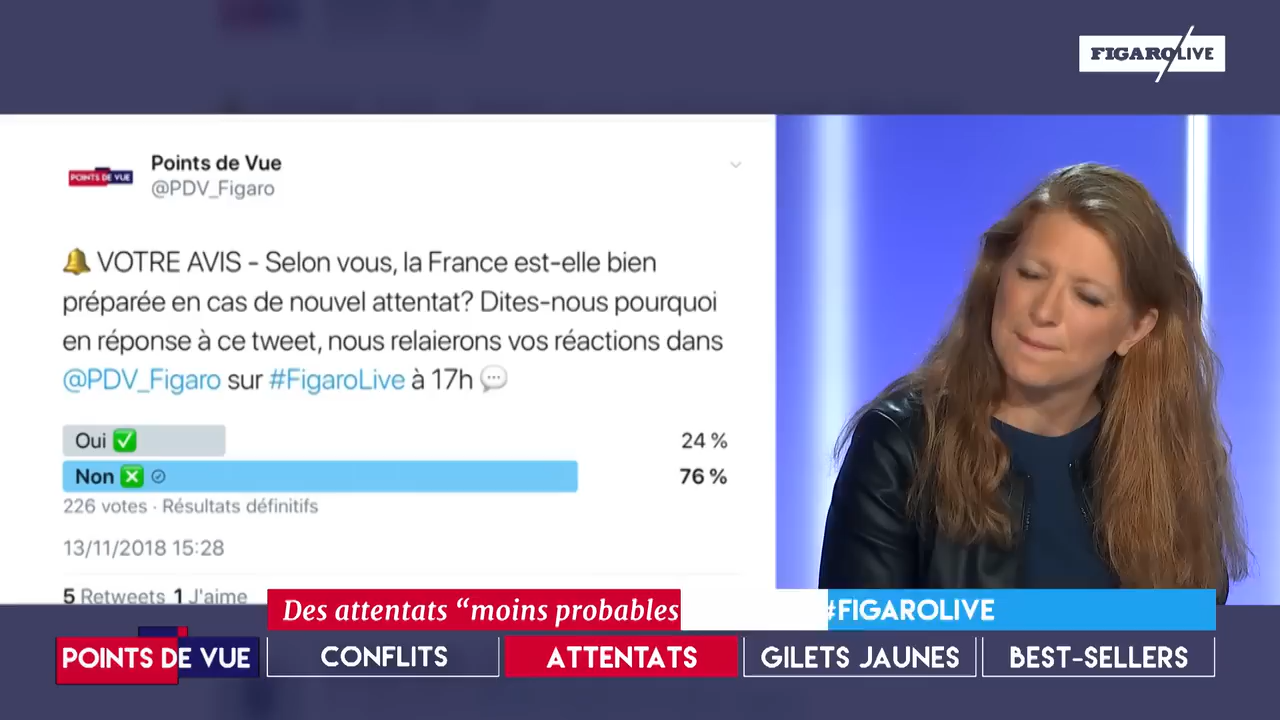 FIGARO LIVE
POINTS DE VUE
Points de Vue
@PDV_Figaro
🔔 VOTRE AVIS - Selon vous, la France est-elle bien
préparée en cas de nouvel attentat? Dites-nous pourquoi
en réponse à ce tweet, nous relaierons vos réactions dans
@PDV_Figaro sur #FigaroLive à 17h 💬
Oui ✅ 24 %
Non ❎ 76 %
226 votes · Résultats définitifs
13/11/2018 15:28
5 Retweets 1 J'aime
Des attentats “moins probables
#FIGAROLIVE
POINTS DE VUE
CONFLITS
ATTENTATS
GILETS JAUNES
BEST-SELLERS